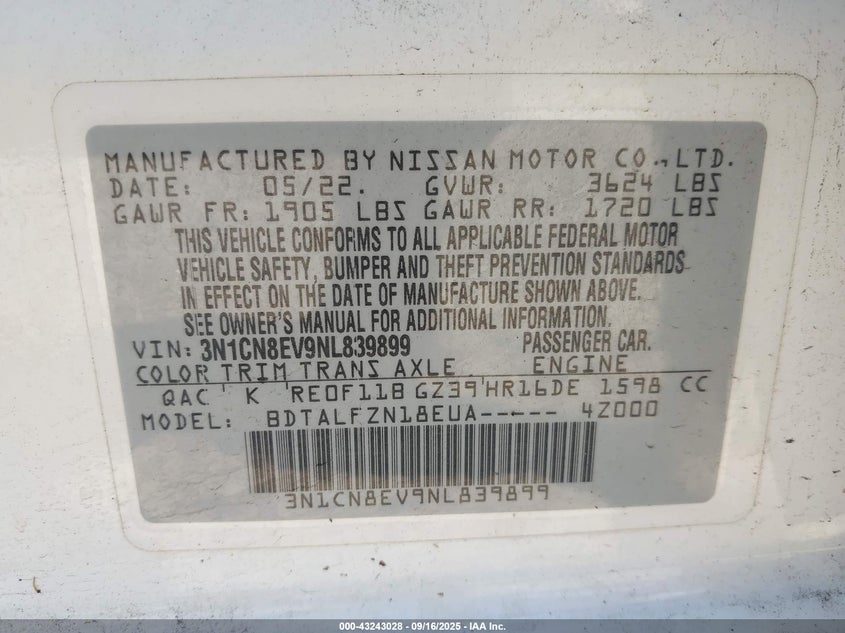 MANUFACTURED BY NISSAN MOTOR CO., LTD.
DATE: 05/22. GVWR: 3624 LBS
GAWR FR: 1905 LBS GAWR RR: 1720 LBS
THIS VEHICLE CONFORMS TO ALL APPLICABLE FEDERAL MOTOR
VEHICLE SAFETY, BUMPER AND THEFT PREVENTION STANDARDS
IN EFFECT ON THE DATE OF MANUFACTURE SHOWN ABOVE.
SEE OWNER'S MANUAL FOR ADDITIONAL INFORMATION.
VIN: 3N1CN8EV9NL839899 PASSENGER CAR.
COLOR TRIM TRANS AXLE ENGINE
QAC K RE0F11B GZ39 HR16DE 1598 CC
MODEL: BDTALFZN18EUA----- 4Z000
3N1CN8EV9NL839899
000-43243028 - 09/16/2025 - IAA Inc.